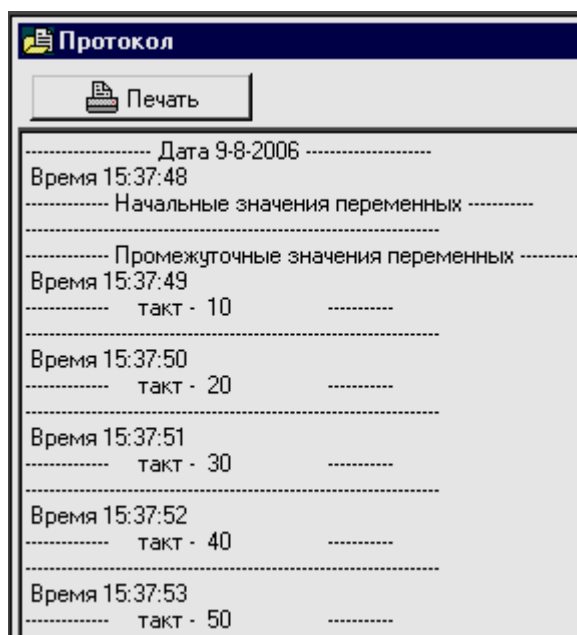 Протокол
Печать
-------------------- Дата 9-8-2006 --------------------
Время 15:37:48
------------- Начальные значения переменных ----------
----------------------------------------------------------------
------------- Промежуточные значения переменных ---------
Время 15:37:49
------------- такт - 10 ----------
----------------------------------------------------------------
Время 15:37:50
------------- такт - 20 ----------
----------------------------------------------------------------
Время 15:37:51
------------- такт - 30 ----------
----------------------------------------------------------------
Время 15:37:52
------------- такт - 40 ----------
----------------------------------------------------------------
Время 15:37:53
------------- такт - 50 ----------